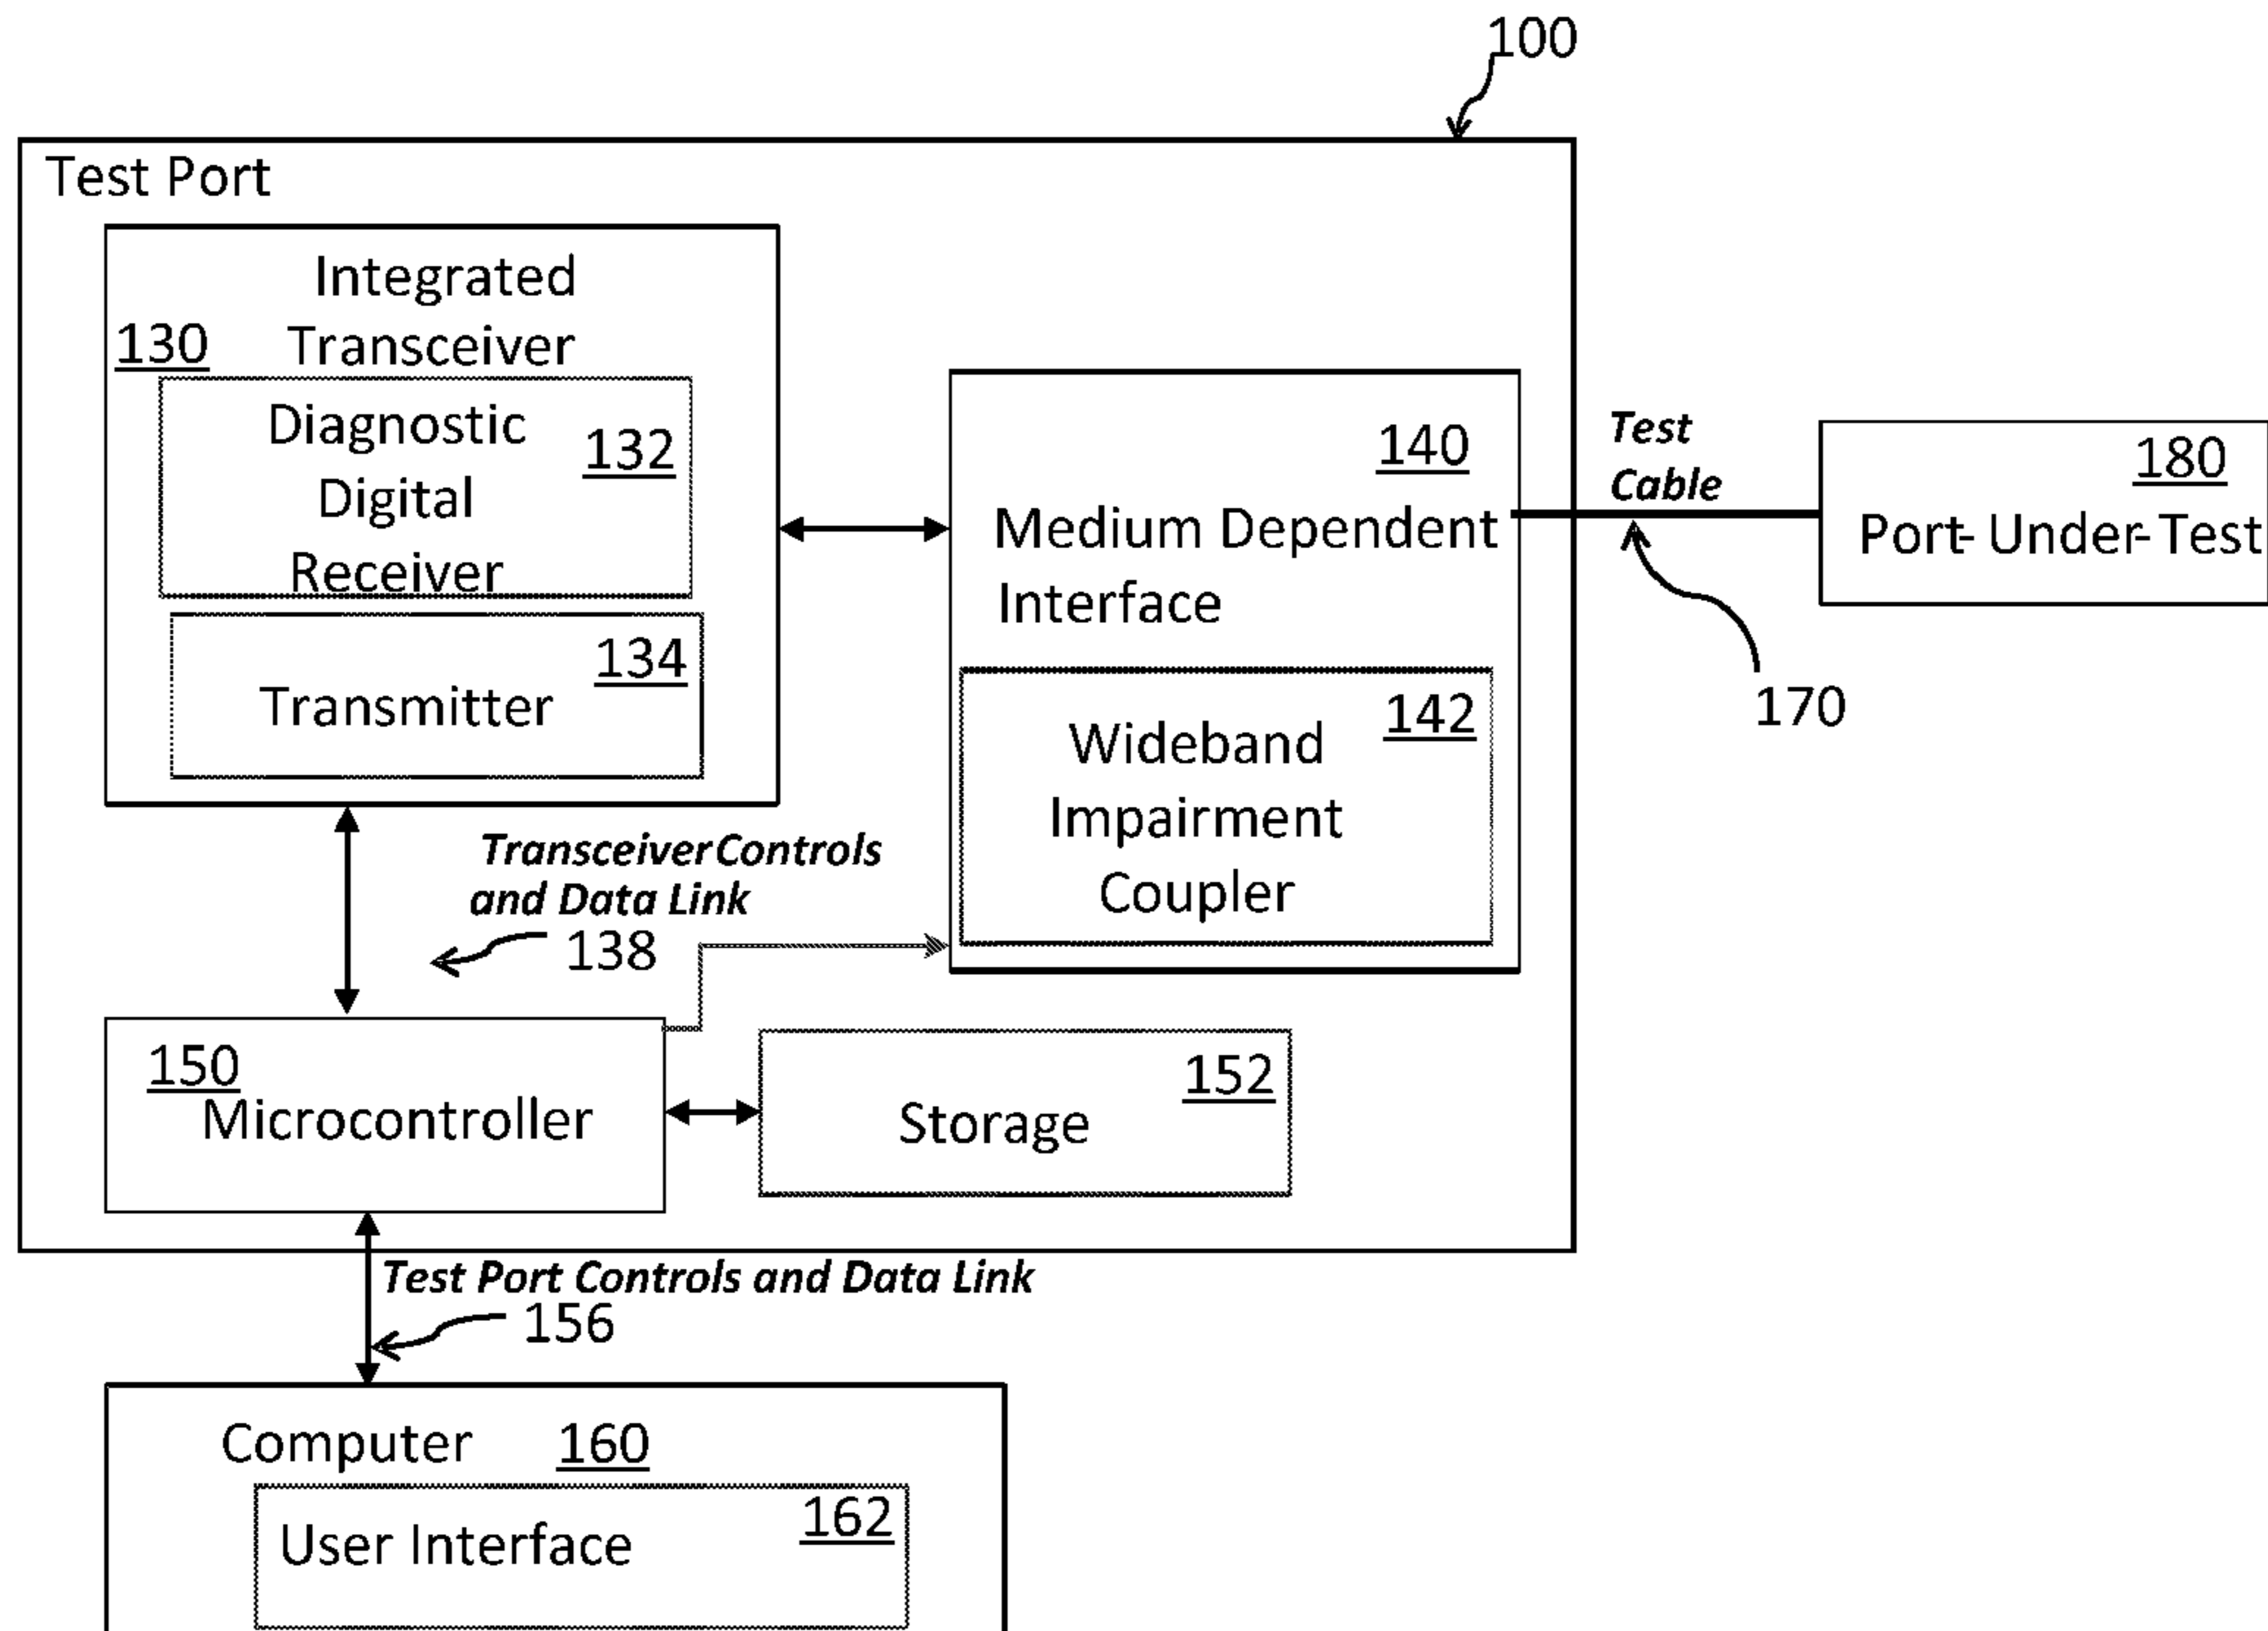 100
Test Port
Integrated
130 Transceiver
Diagnostic
132
Digital
Receiver
134
Transmitter
140
Medium Dependent
Interface
142
Wideband
Impairment
Coupler
Test
Cable
170
180
Port-Under-Test
Transceiver Controls
and Data Link
138
150
Microcontroller
152
Storage
Test Port Controls and Data Link
156
Computer 160
162
User Interface